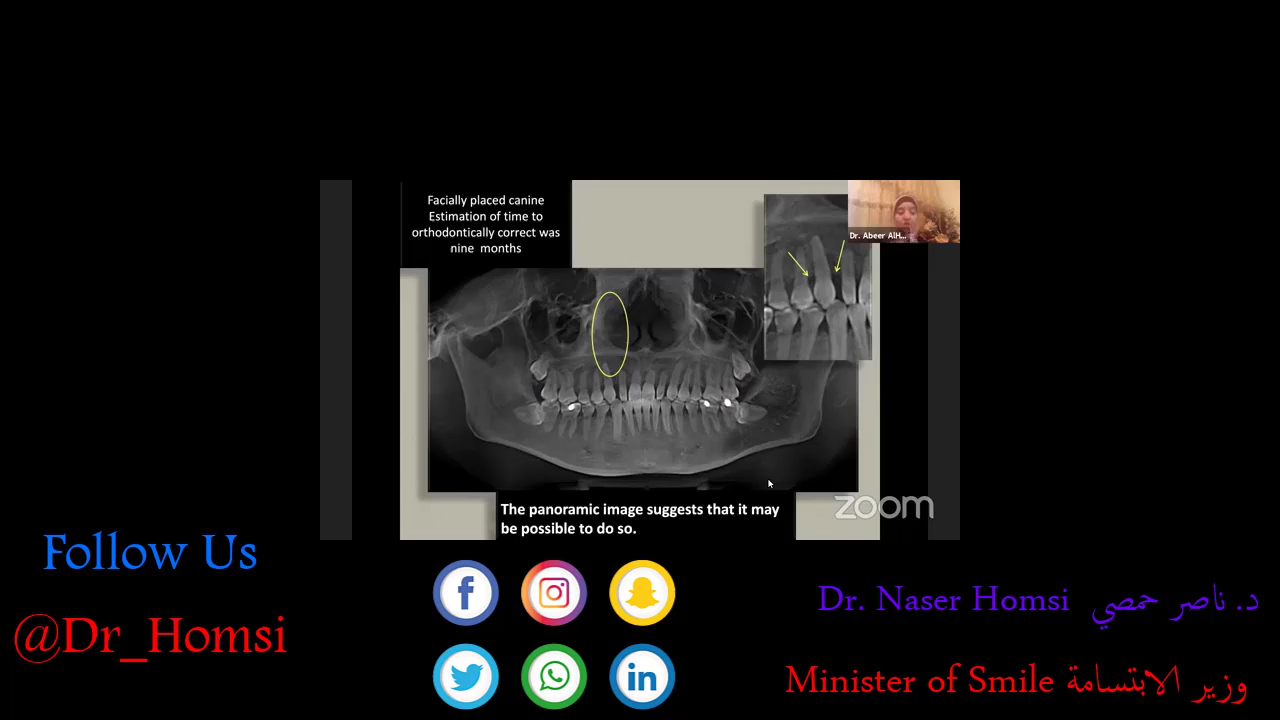 Facially placed canine
Estimation of time to
orthodontically correct was
nine months
Dr. Abeer AlH...
The panoramic image suggests that it may
be possible to do so.
zoom
Follow Us
@Dr_Homsi
Dr. Naser Homsi د. ناصر حمصي
Minister of Smile وزير الابتسامة